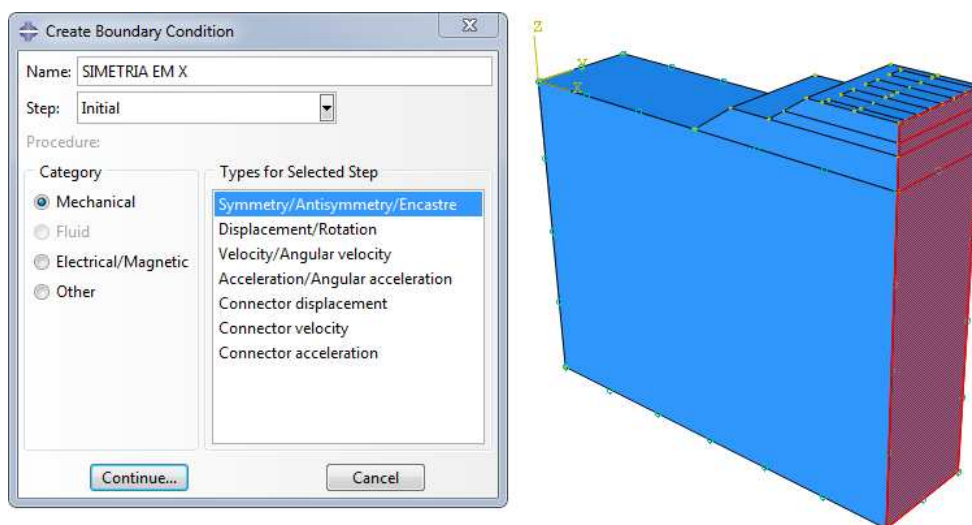 Create Boundary Condition
Name: SIMETRIA EM X
Step: Initial
Procedure:
Category
Mechanical
Fluid
Electrical/Magnetic
Other
Types for Selected Step
Symmetry/Antisymmetry/Encastre
Displacement/Rotation
Velocity/Angular velocity
Acceleration/Angular acceleration
Connector displacement
Connector velocity
Connector acceleration
Continue... Cancel
Z
Y
X